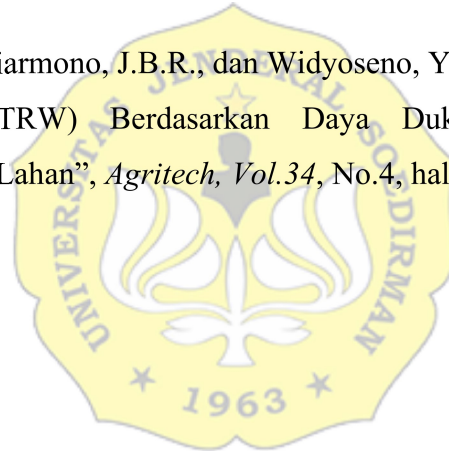 iarmono, J.B.R., dan Widyoseno, Y
TRW) Berdasarkan Daya Duk
Lahan”, Agritech, Vol.34, No.4, hal
UNIVERSITAS JENDERAL SOEDIRMAN
1963